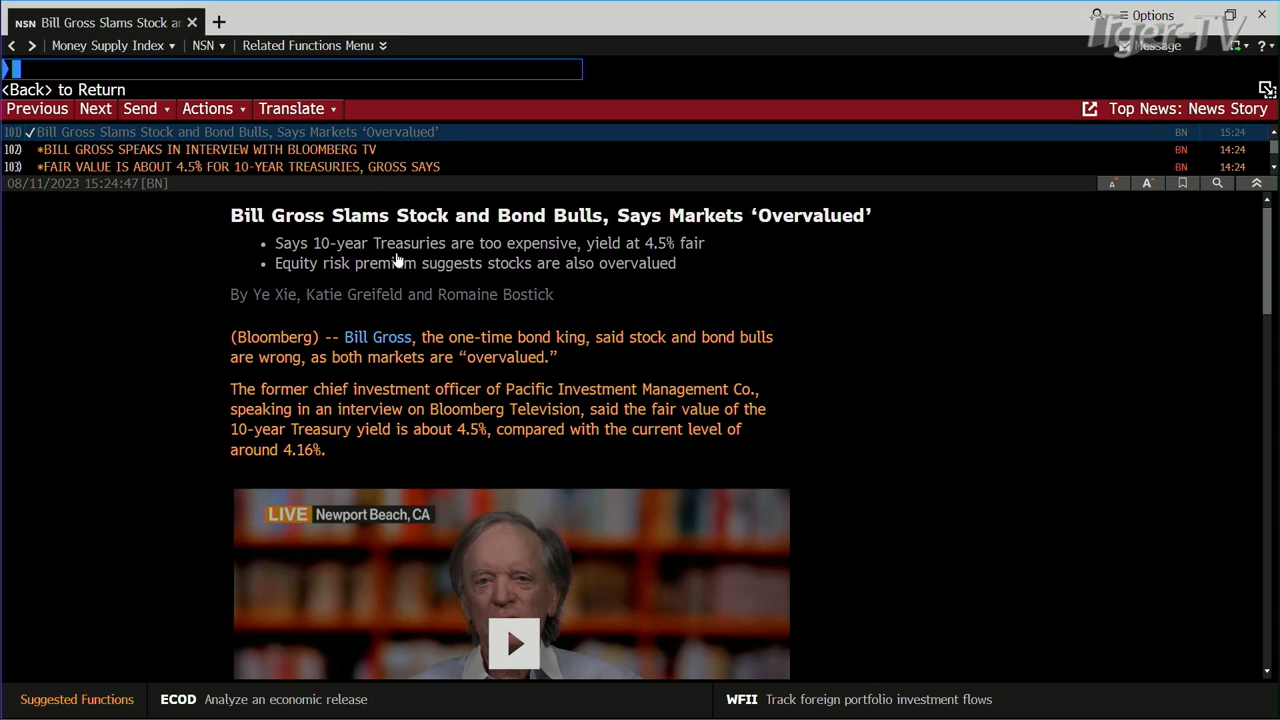 NSN Bill Gross Slams Stock ar
Options
Tiger-TV
Money Supply Index NSN Related Functions Menu
Message
<Back> to Return
Previous Next Send Actions Translate Top News: News Story
101) Bill Gross Slams Stock and Bond Bulls, Says Markets ‘Overvalued’ BN 15:24
102) *BILL GROSS SPEAKS IN INTERVIEW WITH BLOOMBERG TV BN 14:24
103) *FAIR VALUE IS ABOUT 4.5% FOR 10-YEAR TREASURIES, GROSS SAYS BN 14:24
08/11/2023 15:24:47[BN]
Bill Gross Slams Stock and Bond Bulls, Says Markets ‘Overvalued’
• Says 10-year Treasuries are too expensive, yield at 4.5% fair
• Equity risk premium suggests stocks are also overvalued
By Ye Xie, Katie Greifeld and Romaine Bostick
(Bloomberg) -- Bill Gross, the one-time bond king, said stock and bond bulls
are wrong, as both markets are “overvalued.”
The former chief investment officer of Pacific Investment Management Co.,
speaking in an interview on Bloomberg Television, said the fair value of the
10-year Treasury yield is about 4.5%, compared with the current level of
around 4.16%.
LIVE Newport Beach, CA
Suggested Functions ECOD Analyze an economic release WFII Track foreign portfolio investment flows